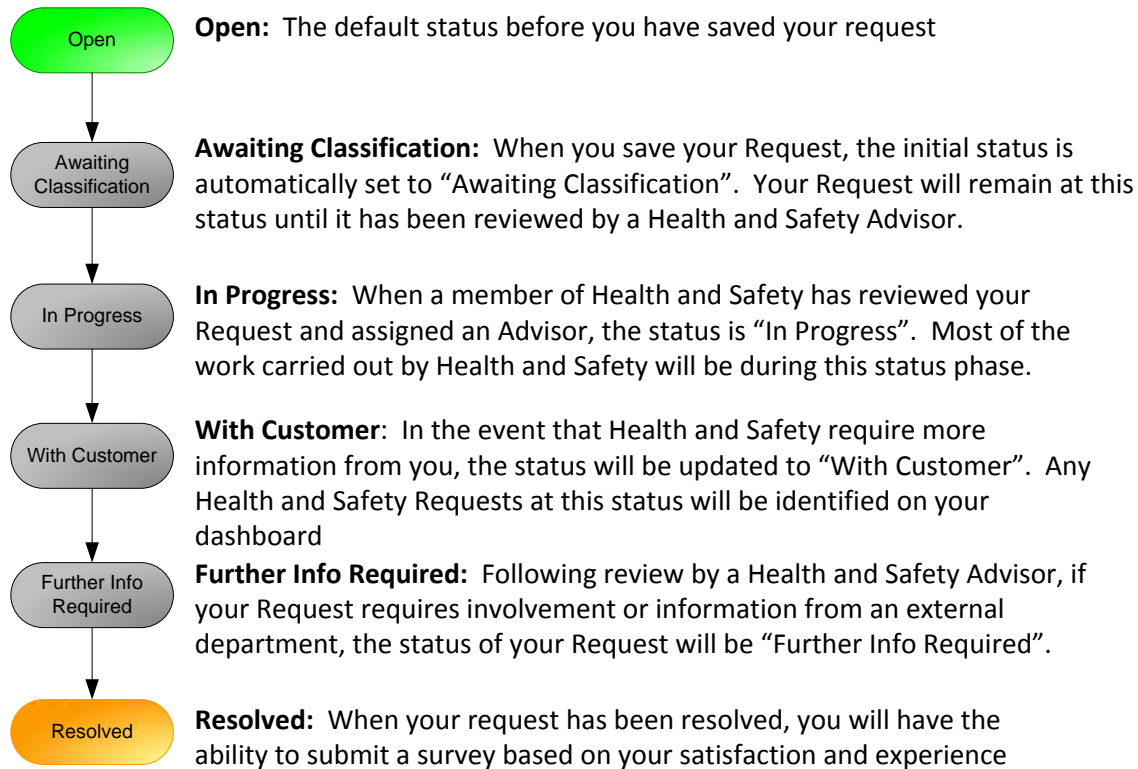 Open
Open: The default status before you have saved your request
Awaiting
Classification
Awaiting Classification: When you save your Request, the initial status is
automatically set to “Awaiting Classification”. Your Request will remain at this
status until it has been reviewed by a Health and Safety Advisor.
In Progress
In Progress: When a member of Health and Safety has reviewed your
Request and assigned an Advisor, the status is “In Progress”. Most of the
work carried out by Health and Safety will be during this status phase.
With Customer
With Customer: In the event that Health and Safety require more
information from you, the status will be updated to “With Customer”. Any
Health and Safety Requests at this status will be identified on your
dashboard
Further Info
Required
Further Info Required: Following review by a Health and Safety Advisor, if
your Request requires involvement or information from an external
department, the status of your Request will be “Further Info Required”.
Resolved
Resolved: When your request has been resolved, you will have the
ability to submit a survey based on your satisfaction and experience